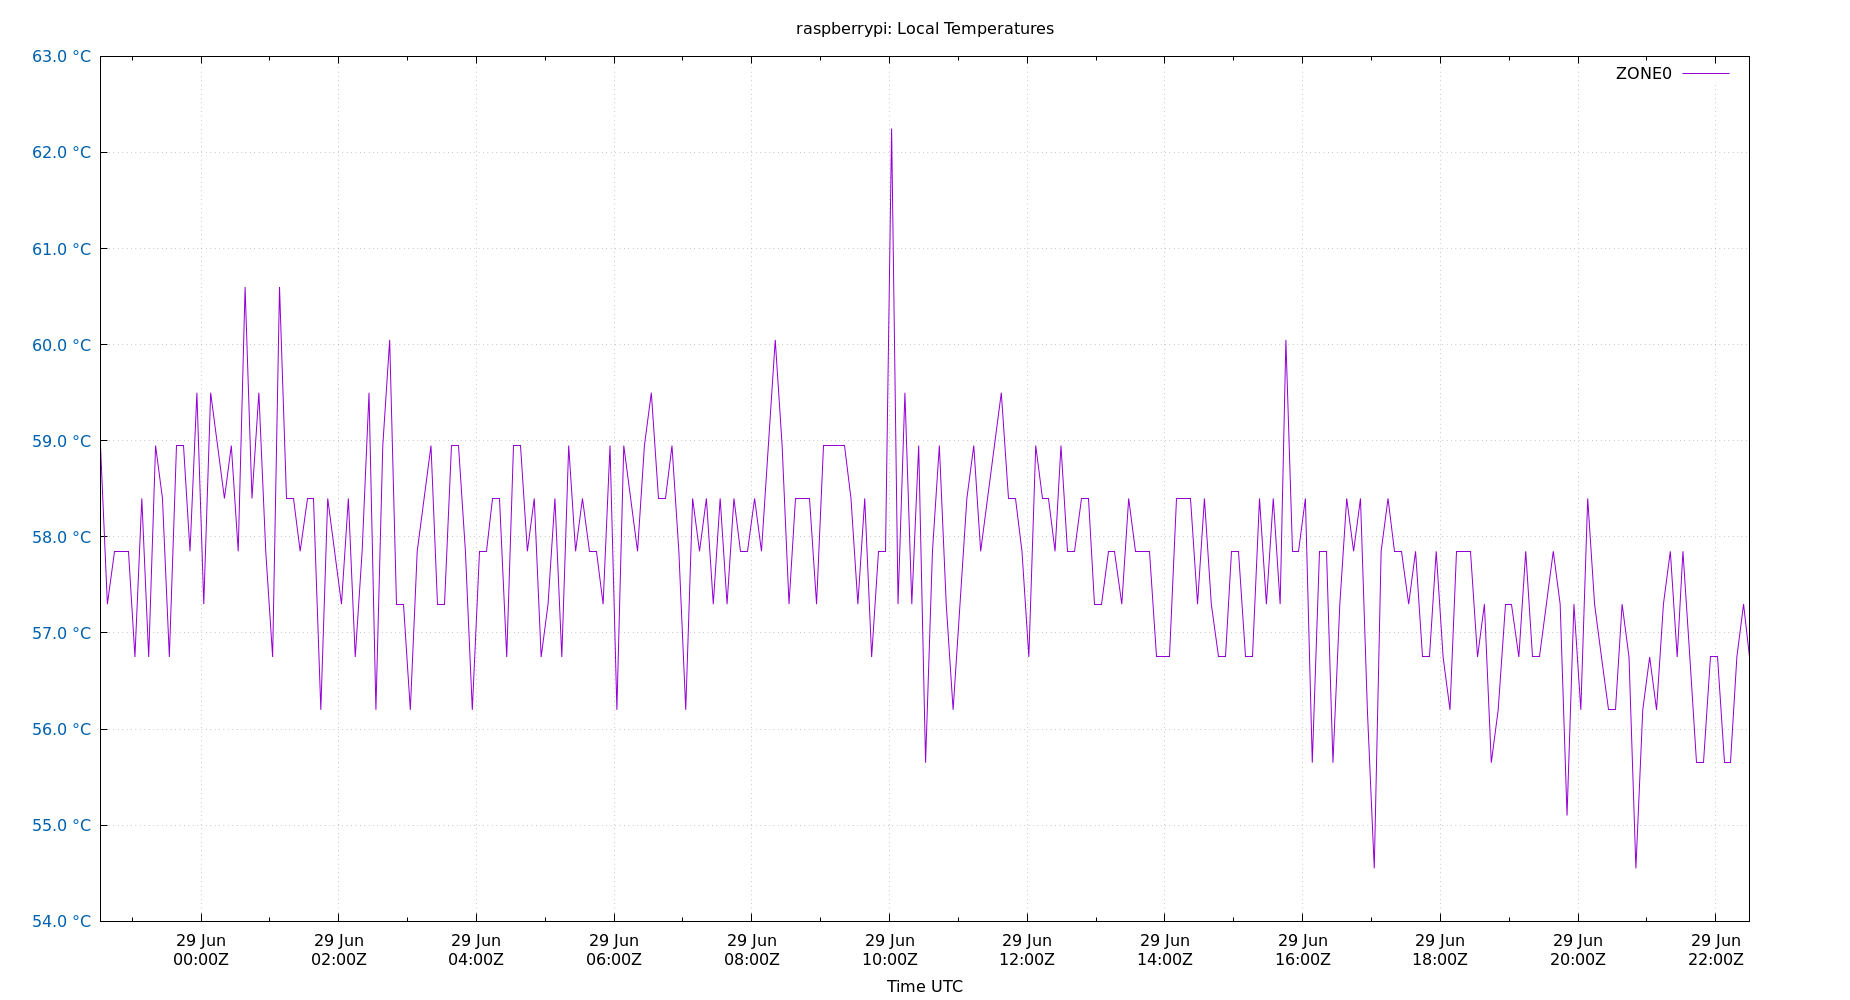 raspberrypi: Local Temperatures
63.0 °C
ZONE0
62.0 °C
61.0 °C
60.0 °C
59.0 °C
58.0 °C
57.0 °C
56.0 °C
55.0 °C
54.0 °C
29 Jun 29 Jun 29 Jun 29 Jun 29 Jun 29 Jun 29 Jun 29 Jun 29 Jun 29 Jun 29 Jun 29 Jun
00:00Z 02:00Z 04:00Z 06:00Z 08:00Z 10:00Z 12:00Z 14:00Z 16:00Z 18:00Z 20:00Z 22:00Z
Time UTC